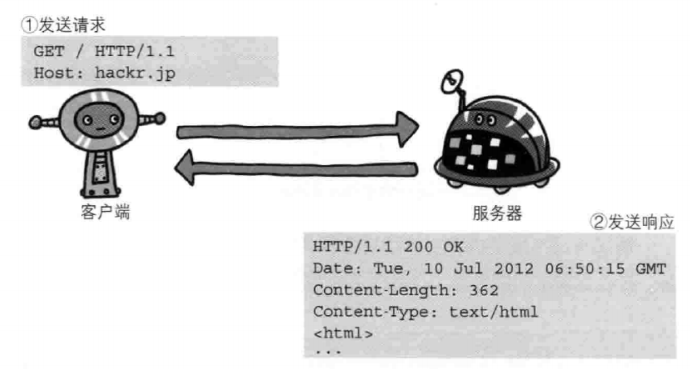 ①发送请求
GET / HTTP/1.1
Host: hackr.jp
客户端
服务器
②发送响应
HTTP/1.1 200 OK
Date: Tue, 10 Jul 2012 06:50:15 GMT
Content-Length: 362
Content-Type: text/html
<html>
...